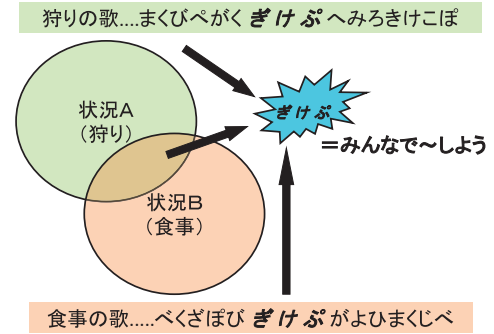 狩りの歌....まくびぺがくぎけぷへみろきけこぽ
状況A
(狩り)
ぎけぷ
=みんなで〜しよう
状況B
(食事)
食事の歌.....べくざぽびぎけぷがよひまくじべ